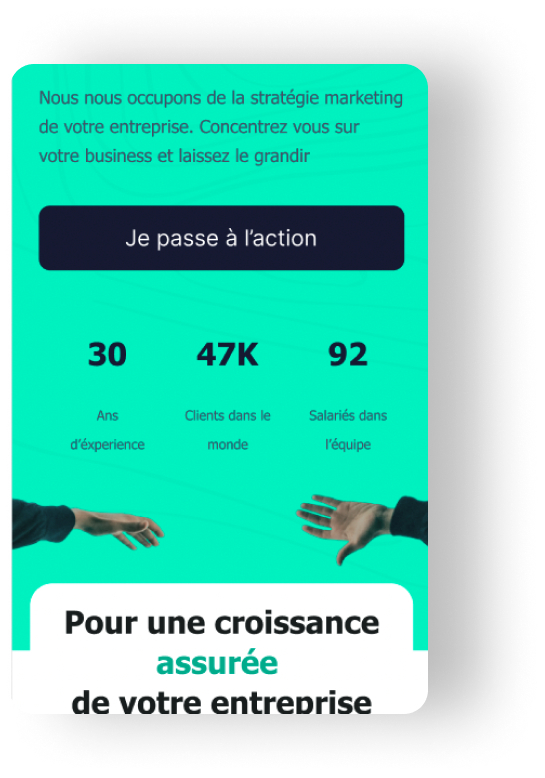 Nous nous occupons de la stratégie marketing
de votre entreprise. Concentrez vous sur
votre business et laissez le grandir
Je passe à l'action
30 47K 92
Ans Clients dans le Salariés dans
d'éxperience monde l'équipe
Pour une croissance
assurée
de votre entreprise